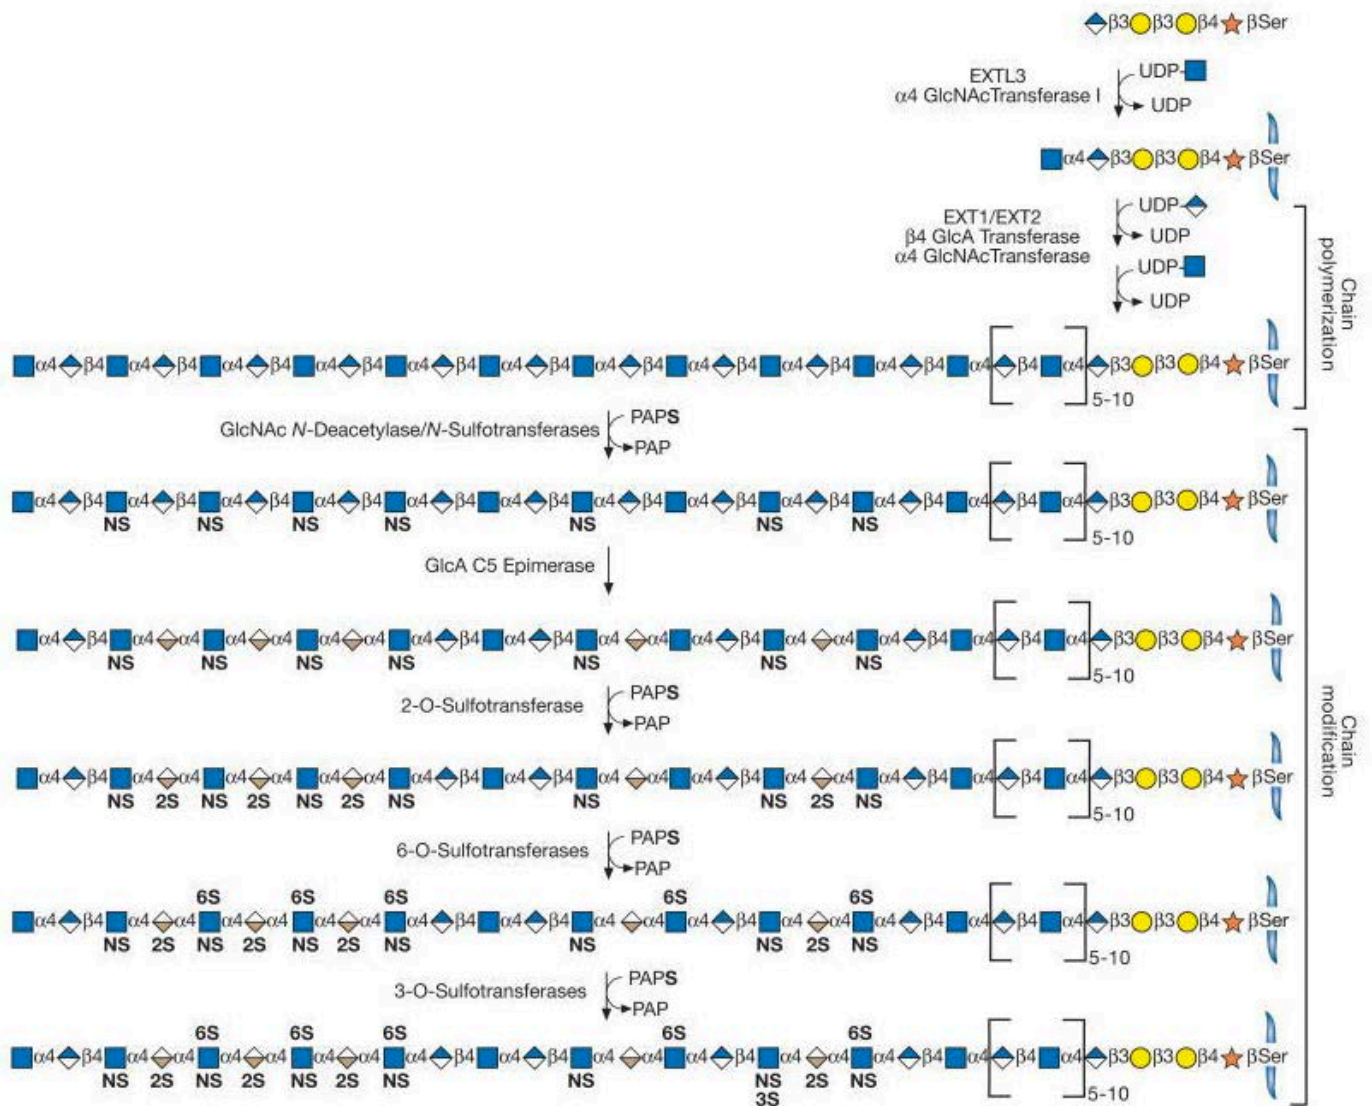 β3 β3 β4 βSer
EXTL3
α4 GlcNAcTransferase I
UDP-
UDP
α4 β3 β3 β4 βSer
EXT1/EXT2
β4 GlcA Transferase
α4 GlcNAcTransferase
UDP-
UDP
UDP-
UDP
Chain
polymerization
α4 β4 α4 β4 α4 β4 α4 β4 α4 β4 α4 β4 α4 β4 α4 β4 α4 β4 α4 β4 α4 [ β4 α4 ] β3 β3 β4 βSer
5-10
GlcNAc N-Deacetylase/N-Sulfotransferases
PAPS
PAP
α4 β4 α4 β4 α4 β4 α4 β4 α4 β4 α4 β4 α4 β4 α4 β4 α4 β4 α4 β4 α4 [ β4 α4 ] β3 β3 β4 βSer
NS NS NS NS NS NS NS
5-10
GlcA C5 Epimerase
α4 β4 α4 α4 α4 α4 α4 α4 α4 β4 α4 β4 α4 α4 α4 β4 α4 α4 α4 β4 α4 [ β4 α4 ] β3 β3 β4 βSer
NS NS NS NS NS NS NS
5-10
2-O-Sulfotransferase
PAPS
PAP
Chain
modification
α4 β4 α4 α4 α4 α4 α4 α4 α4 β4 α4 β4 α4 α4 α4 β4 α4 α4 α4 β4 α4 [ β4 α4 ] β3 β3 β4 βSer
NS 2S NS 2S NS 2S NS NS NS 2S NS
5-10
6-O-Sulfotransferases
PAPS
PAP
6S 6S 6S 6S 6S
α4 β4 α4 α4 α4 α4 α4 α4 α4 β4 α4 β4 α4 α4 α4 β4 α4 α4 α4 β4 α4 [ β4 α4 ] β3 β3 β4 βSer
NS 2S NS 2S NS 2S NS NS NS 2S NS
5-10
3-O-Sulfotransferases
PAPS
PAP
6S 6S 6S 6S 6S
α4 β4 α4 α4 α4 α4 α4 α4 α4 β4 α4 β4 α4 α4 α4 β4 α4 α4 α4 β4 α4 [ β4 α4 ] β3 β3 β4 βSer
NS 2S NS 2S NS 2S NS NS NS 2S NS
3S
5-10